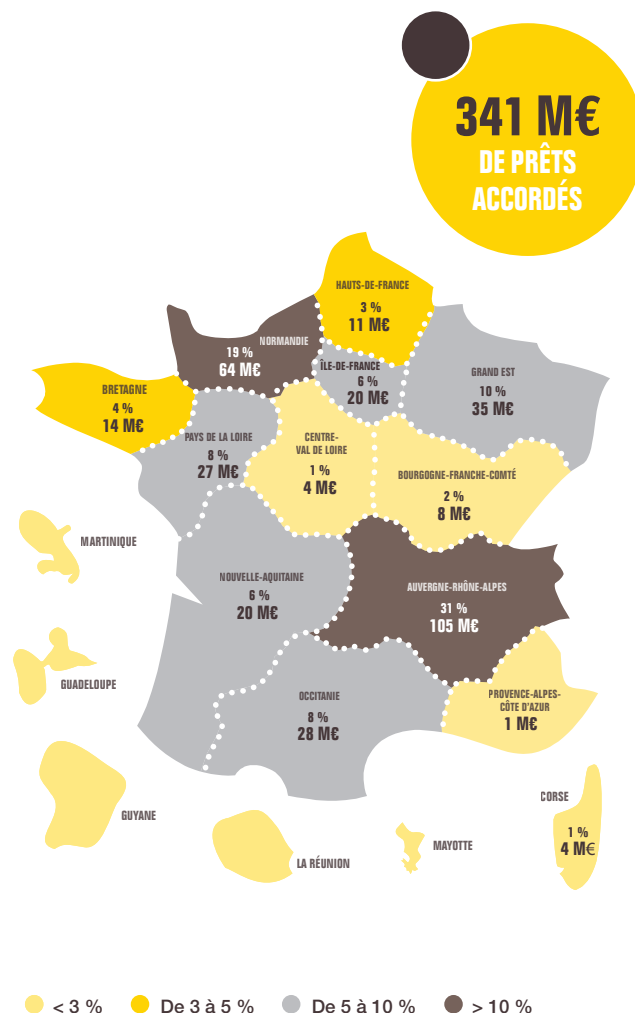 341 M€
DE PRÊTS
ACCORDÉS
HAUTS-DE-FRANCE
3 %
11 M€
NORMANDIE
19 %
64 M€
ÎLE-DE-FRANCE
6 %
20 M€
GRAND EST
10 %
35 M€
BRETAGNE
4 %
14 M€
PAYS DE LA LOIRE
8 %
27 M€
CENTRE-
VAL DE LOIRE
1 %
4 M€
BOURGOGNE-FRANCHE-COMTÉ
2 %
8 M€
MARTINIQUE
NOUVELLE-AQUITAINE
6 %
20 M€
AUVERGNE-RHÔNE-ALPES
31 %
105 M€
GUADELOUPE
OCCITANIE
8 %
28 M€
PROVENCE-ALPES-
CÔTE D'AZUR
1 M€
GUYANE
LA RÉUNION
MAYOTTE
CORSE
1 %
4 M€
< 3 %
De 3 à 5 %
De 5 à 10 %
> 10 %